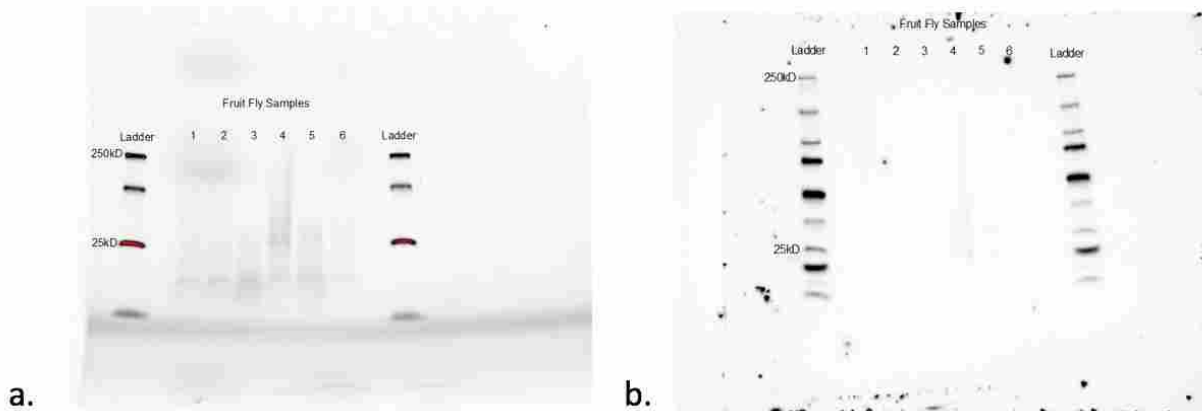 Fruit Fly Samples
Ladder 1 2 3 4 5 6 Ladder
250kD
25kD
a.
Fruit Fly Samples
Ladder 1 2 3 4 5 6 Ladder
250kD
25kD
b.